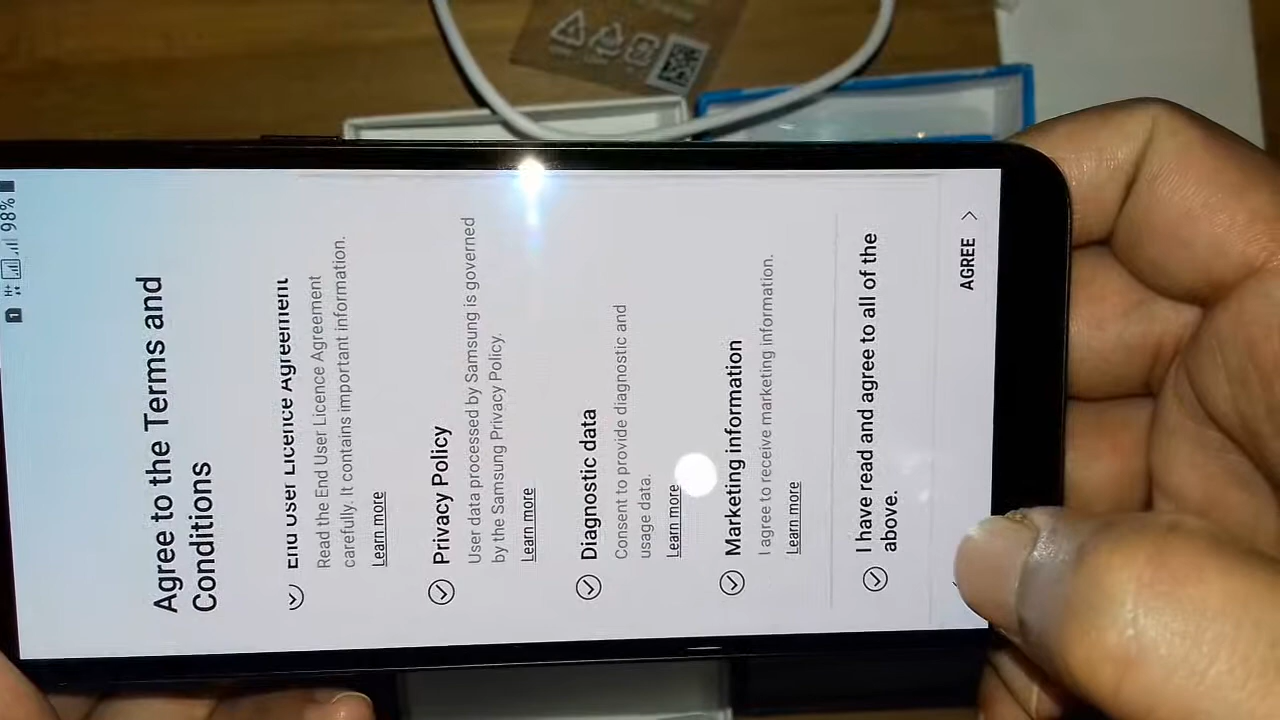 98%
Agree to the Terms and
Conditions
End User Licence Agreement
Read the End User Licence Agreement
carefully. It contains important information.
Learn more
Privacy Policy
User data processed by Samsung is governed
by the Samsung Privacy Policy.
Learn more
Diagnostic data
Consent to provide diagnostic and
usage data.
Learn more
Marketing information
I agree to receive marketing information.
Learn more
I have read and agree to all of the
above.
AGREE >